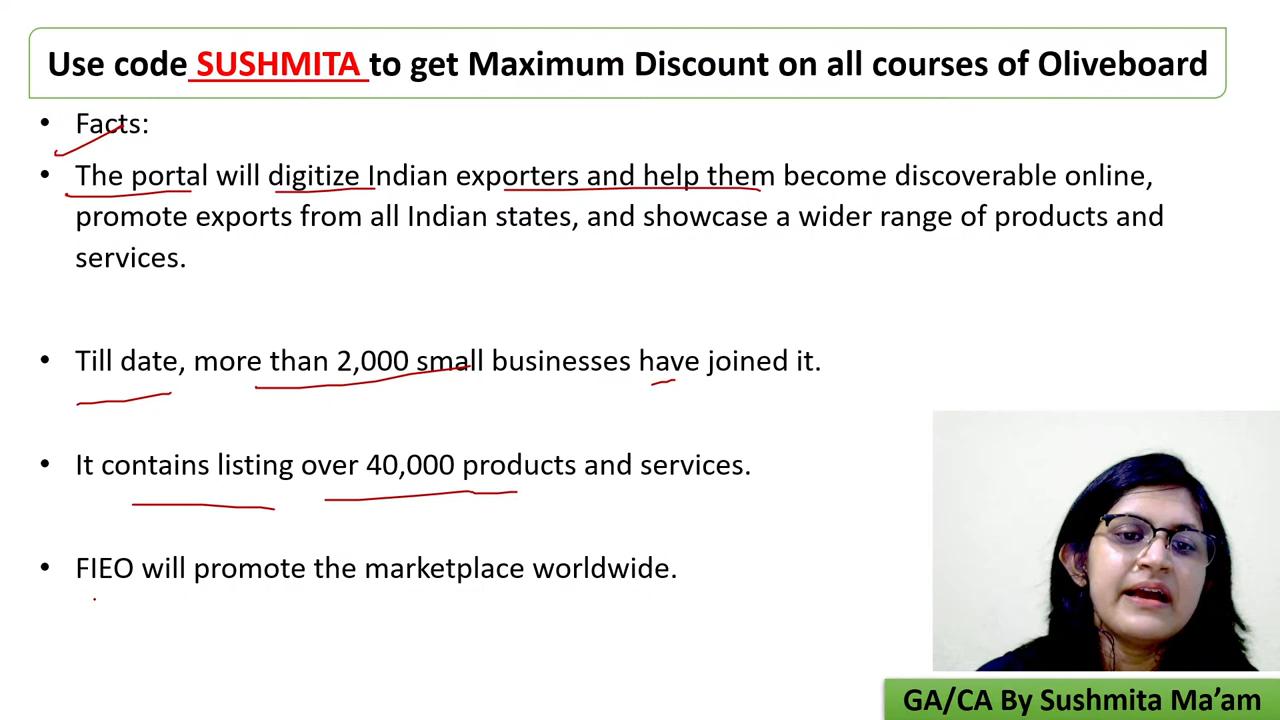 Use code SUSHMITA to get Maximum Discount on all courses of Oliveboard
• Facts:
• The portal will digitize Indian exporters and help them become discoverable online,
promote exports from all Indian states, and showcase a wider range of products and
services.
• Till date, more than 2,000 small businesses have joined it.
• It contains listing over 40,000 products and services.
• FIEO will promote the marketplace worldwide.
GA/CA By Sushmita Ma’am